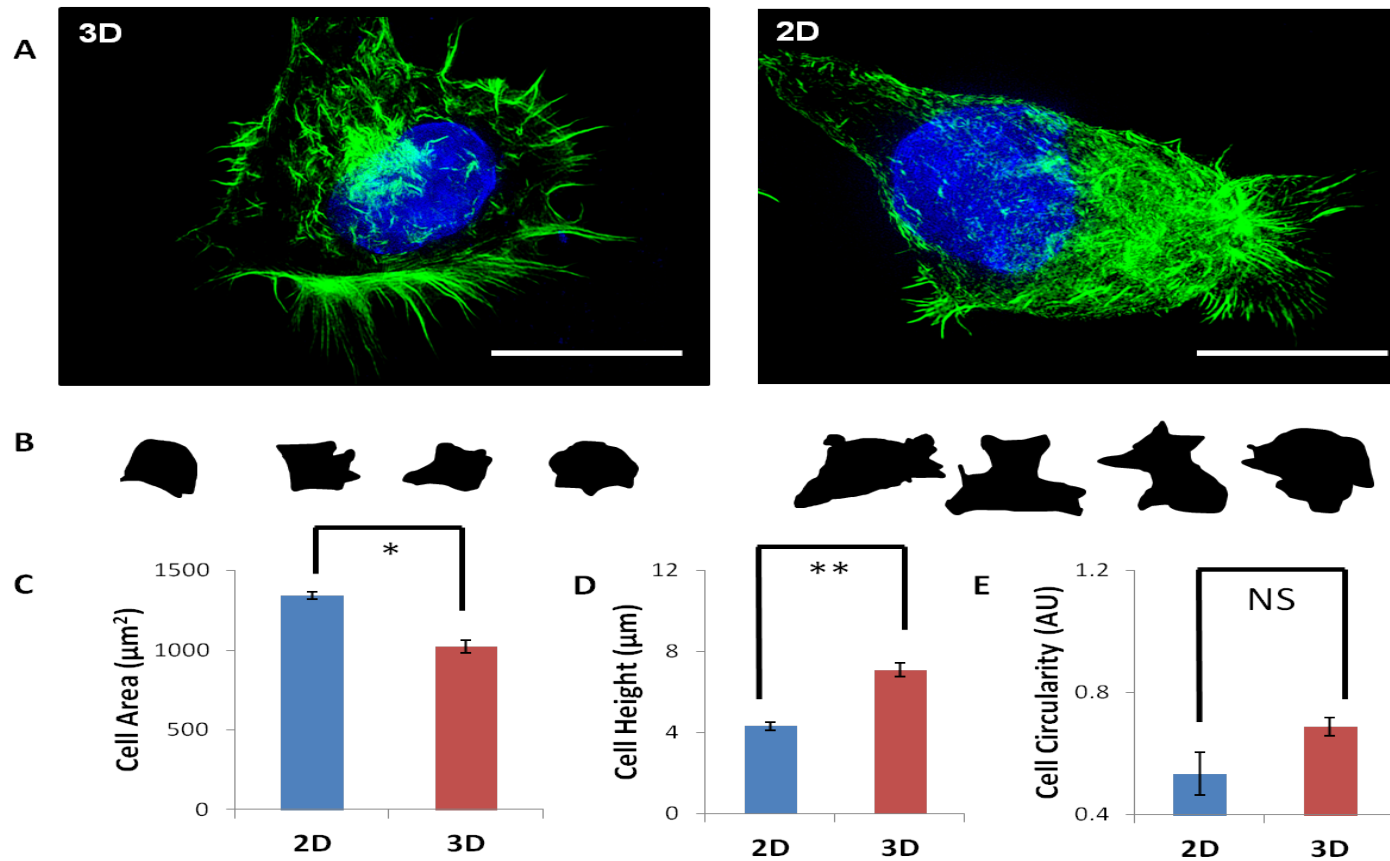 A
3D
2D
B
C
Cell Area (µm²)
1500
1000
500
0
*
2D
3D
D
Cell Height (µm)
12
8
4
0
**
2D
3D
E
Cell Circularity (AU)
1.2
0.8
0.4
NS
2D
3D